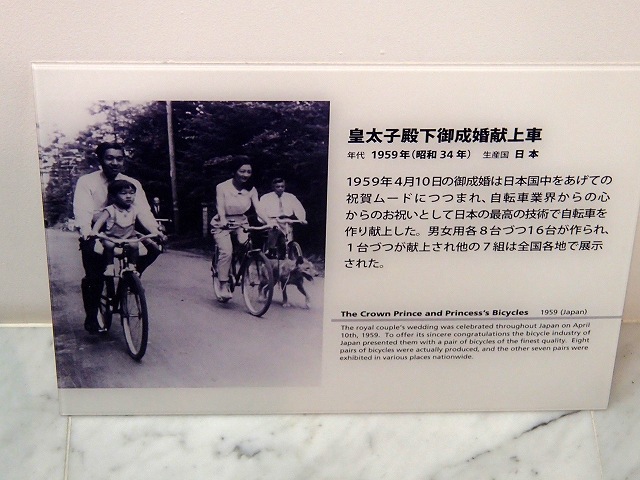 皇太子殿下御成婚献上車
年代 1959年(昭和34年) 生産国 日本
1959年4月10日の御成婚は日本国中をあげての
祝賀ムードにつつまれ、自転車業界からの心
からのお祝いとして日本の最高の技術で自転車を
作り献上した。男女用各8台づつ16台が作られ、
1台づつが献上され他の7組は全国各地で展示
された。
The Crown Prince and Princess's Bicycles 1959 (Japan)
The royal couple's wedding was celebrated throughout Japan on April
10th, 1959. To offer its sincere congratulations the bicycle industry of
Japan presented them with a pair of bicycles of the finest quality. Eight
pairs of bicycles were actually produced, and the other seven pairs were
exhibited in various places nationwide.